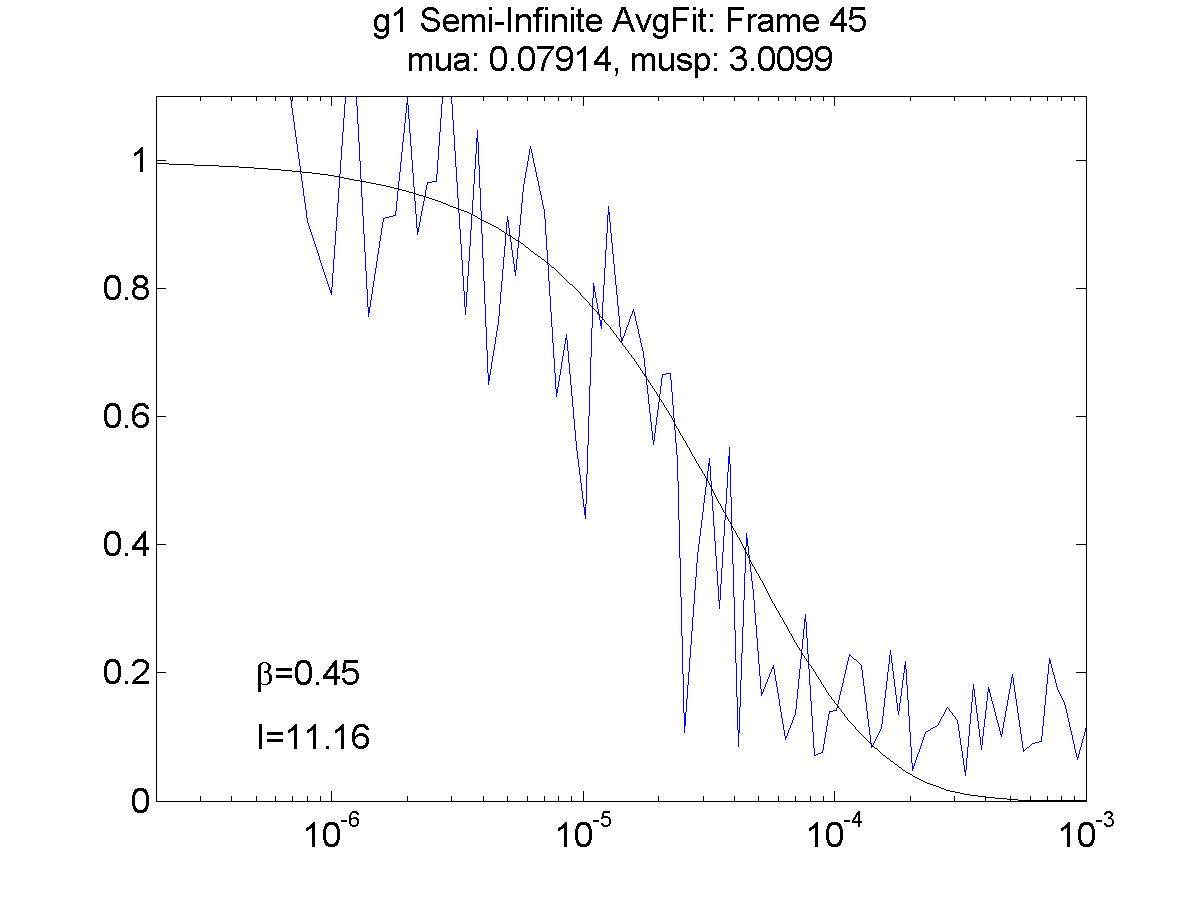 g1 Semi-Infinite AvgFit: Frame 45
mua: 0.07914, musp: 3.0099
1
0.8
0.6
0.4
0.2
0
β=0.45
I=11.16
10^-6
10^-5
10^-4
10^-3